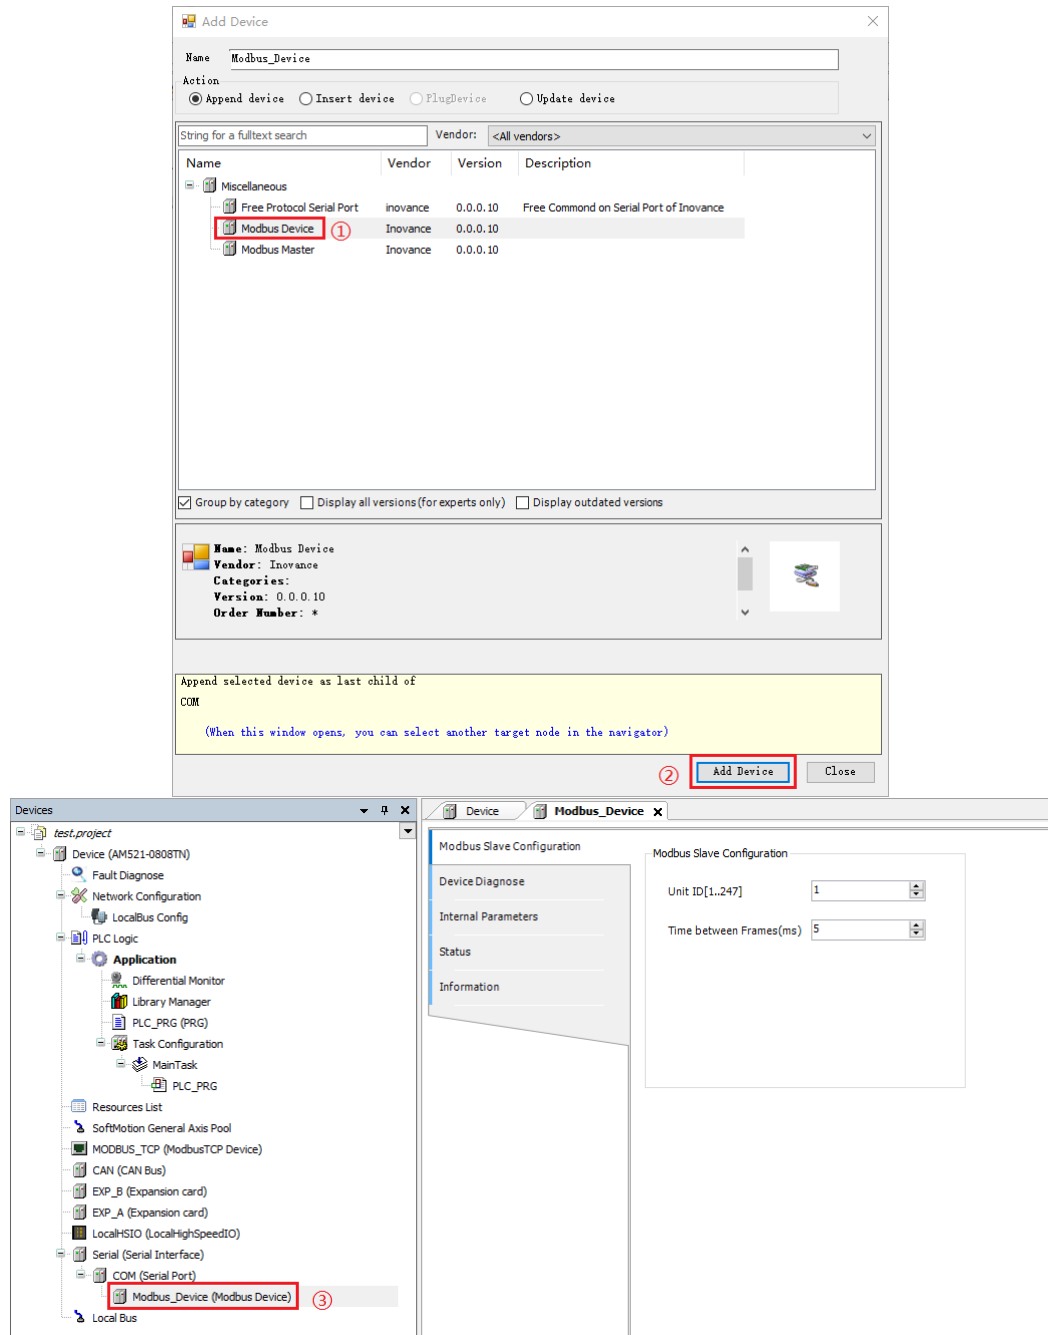 Add Device
Name Modbus_Device
Action
Append device Insert device PlugDevice Update device
String for a fulltext search Vendor: <All vendors>
Name Vendor Version Description
Miscellaneous
Free Protocol Serial Port inovance 0.0.0.10 Free Commond on Serial Port of Inovance
Modbus Device ① Inovance 0.0.0.10
Modbus Master Inovance 0.0.0.10
Group by category Display all versions(for experts only) Display outdated versions
Name: Modbus Device
Vendor: Inovance
Categories:
Version: 0.0.0.10
Order Number: *
Append selected device as last child of
COM
(When this window opens, you can select another target node in the navigator)
② Add Device Close
Devices
test.project
Device (AM521-0808TN)
Fault Diagnose
Network Configuration
LocalBus Config
PLC Logic
Application
Differential Monitor
Library Manager
PLC_PRG (PRG)
Task Configuration
MainTask
PLC_PRG
Resources List
SoftMotion General Axis Pool
MODBUS_TCP (ModbusTCP Device)
CAN (CAN Bus)
EXP_B (Expansion card)
EXP_A (Expansion card)
LocalHSIO (LocalHighSpeedIO)
Serial (Serial Interface)
COM (Serial Port)
Modbus_Device (Modbus Device) ③
Local Bus
Device Modbus_Device
Modbus Slave Configuration
Device Diagnose
Internal Parameters
Status
Information
Modbus Slave Configuration
Unit ID[1..247] 1
Time between Frames(ms) 5